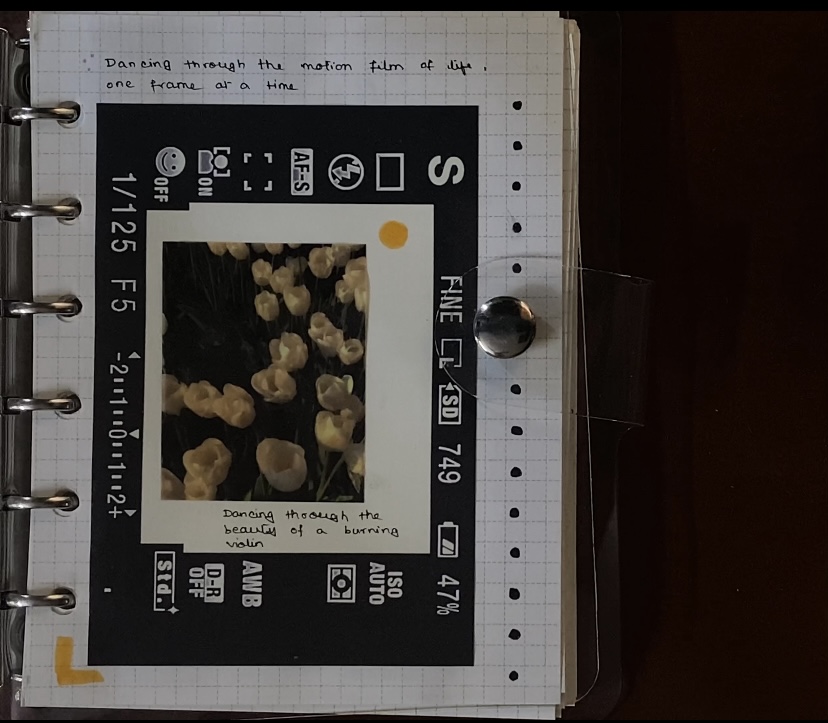 Dancing through the motion film of life,
one frame at a time
S
FINE
SD
749
47%
AF-S
ON
OFF
1/125 F5
-2··1··0··1··2+
ISO
AUTO
AWB
D-R
OFF
Std.
Dancing through the
beauty of a burning
violin